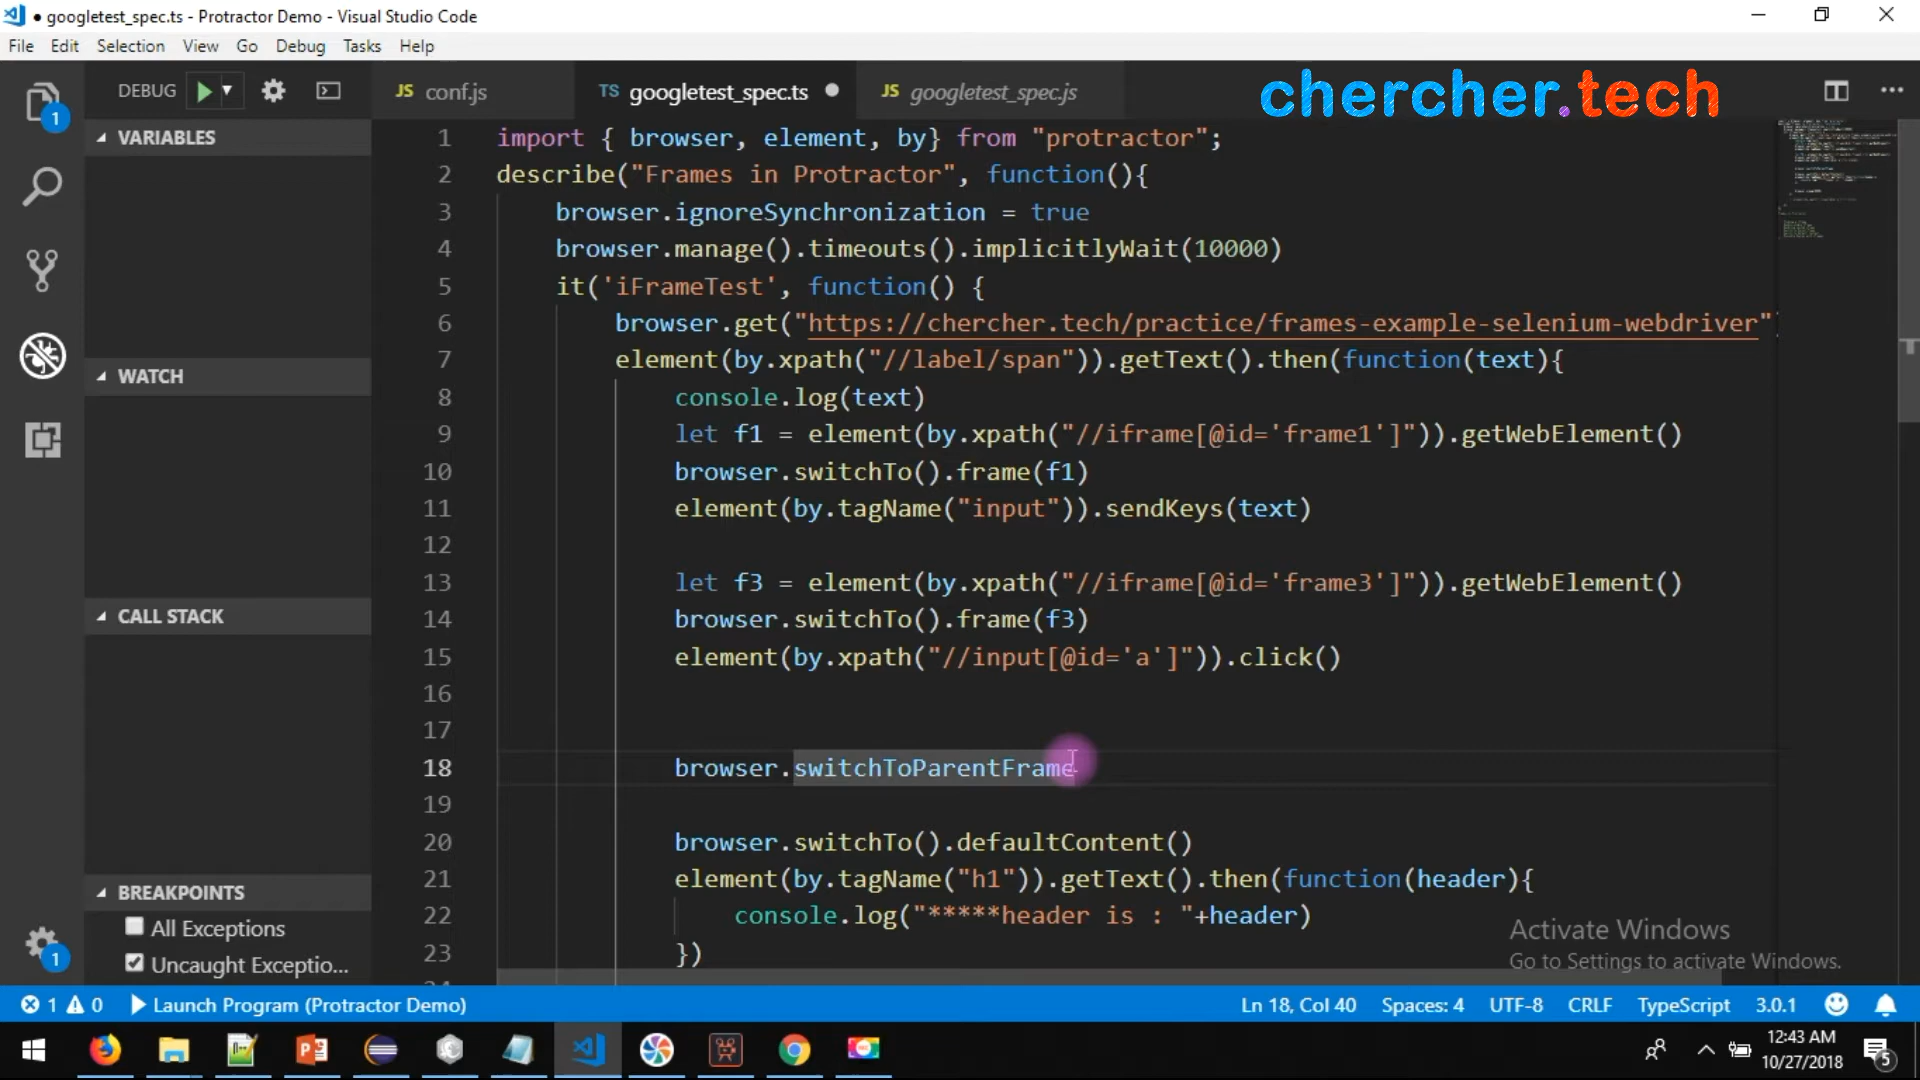 googletest_spec.ts - Protractor Demo - Visual Studio Code
File Edit Selection View Go Debug Tasks Help
DEBUG
JS conf.js
TS googletest_spec.ts
JS googletest_spec.js
chercher.tech
1
VARIABLES
WATCH
CALL STACK
BREAKPOINTS
All Exceptions
Uncaught Exceptio...
1
1 import { browser, element, by} from "protractor";
2 describe("Frames in Protractor", function(){
3 browser.ignoreSynchronization = true
4 browser.manage().timeouts().implicitlyWait(10000)
5 it('iFrameTest', function() {
6 browser.get("https://chercher.tech/practice/frames-example-selenium-webdriver"
7 element(by.xpath("//label/span")).getText().then(function(text){
8 console.log(text)
9 let f1 = element(by.xpath("//iframe[@id='frame1']")).getWebElement()
10 browser.switchTo().frame(f1)
11 element(by.tagName("input")).sendKeys(text)
12
13 let f3 = element(by.xpath("//iframe[@id='frame3']")).getWebElement()
14 browser.switchTo().frame(f3)
15 element(by.xpath("//input[@id='a']")).click()
16
17
18 browser.switchToParentFrame
19
20 browser.switchTo().defaultContent()
21 element(by.tagName("h1")).getText().then(function(header){
22 console.log("*****header is : "+header)
23 })
Activate Windows
Go to Settings to activate Windows.
1 0 Launch Program (Protractor Demo)
Ln 18, Col 40 Spaces: 4 UTF-8 CRLF TypeScript 3.0.1
12:43 AM
10/27/2018
5